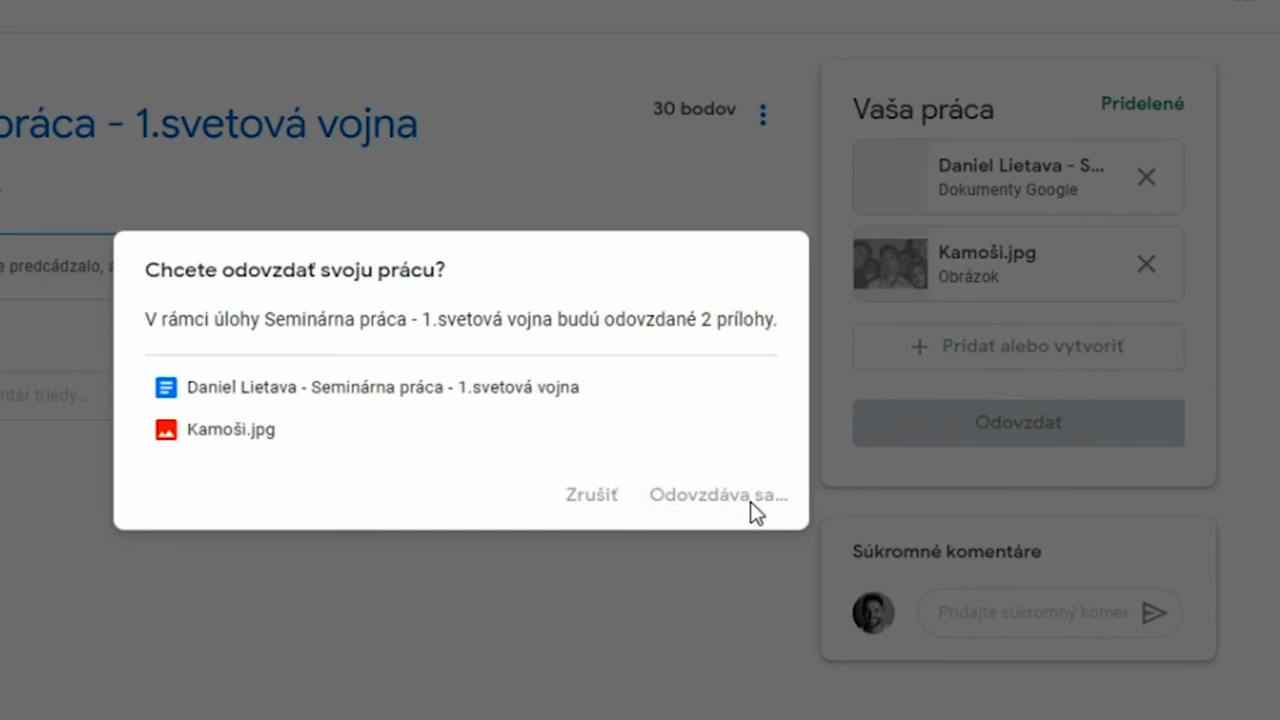 práca - 1.svetová vojna
30 bodov
e predcádzalo, a
ntár triedy...
Chcete odovzdať svoju prácu?
V rámci úlohy Seminárna práca - 1.svetová vojna budú odovzdané 2 prílohy.
Daniel Lietava - Seminárna práca - 1.svetová vojna
Kamoši.jpg
Zrušiť
Odovzdáva sa...
Vaša práca
Pridelené
Daniel Lietava - S...
Dokumenty Google
Kamoši.jpg
Obrázok
+ Pridať alebo vytvoriť
Odovzdať
Súkromné komentáre
Pridajte súkromný komer